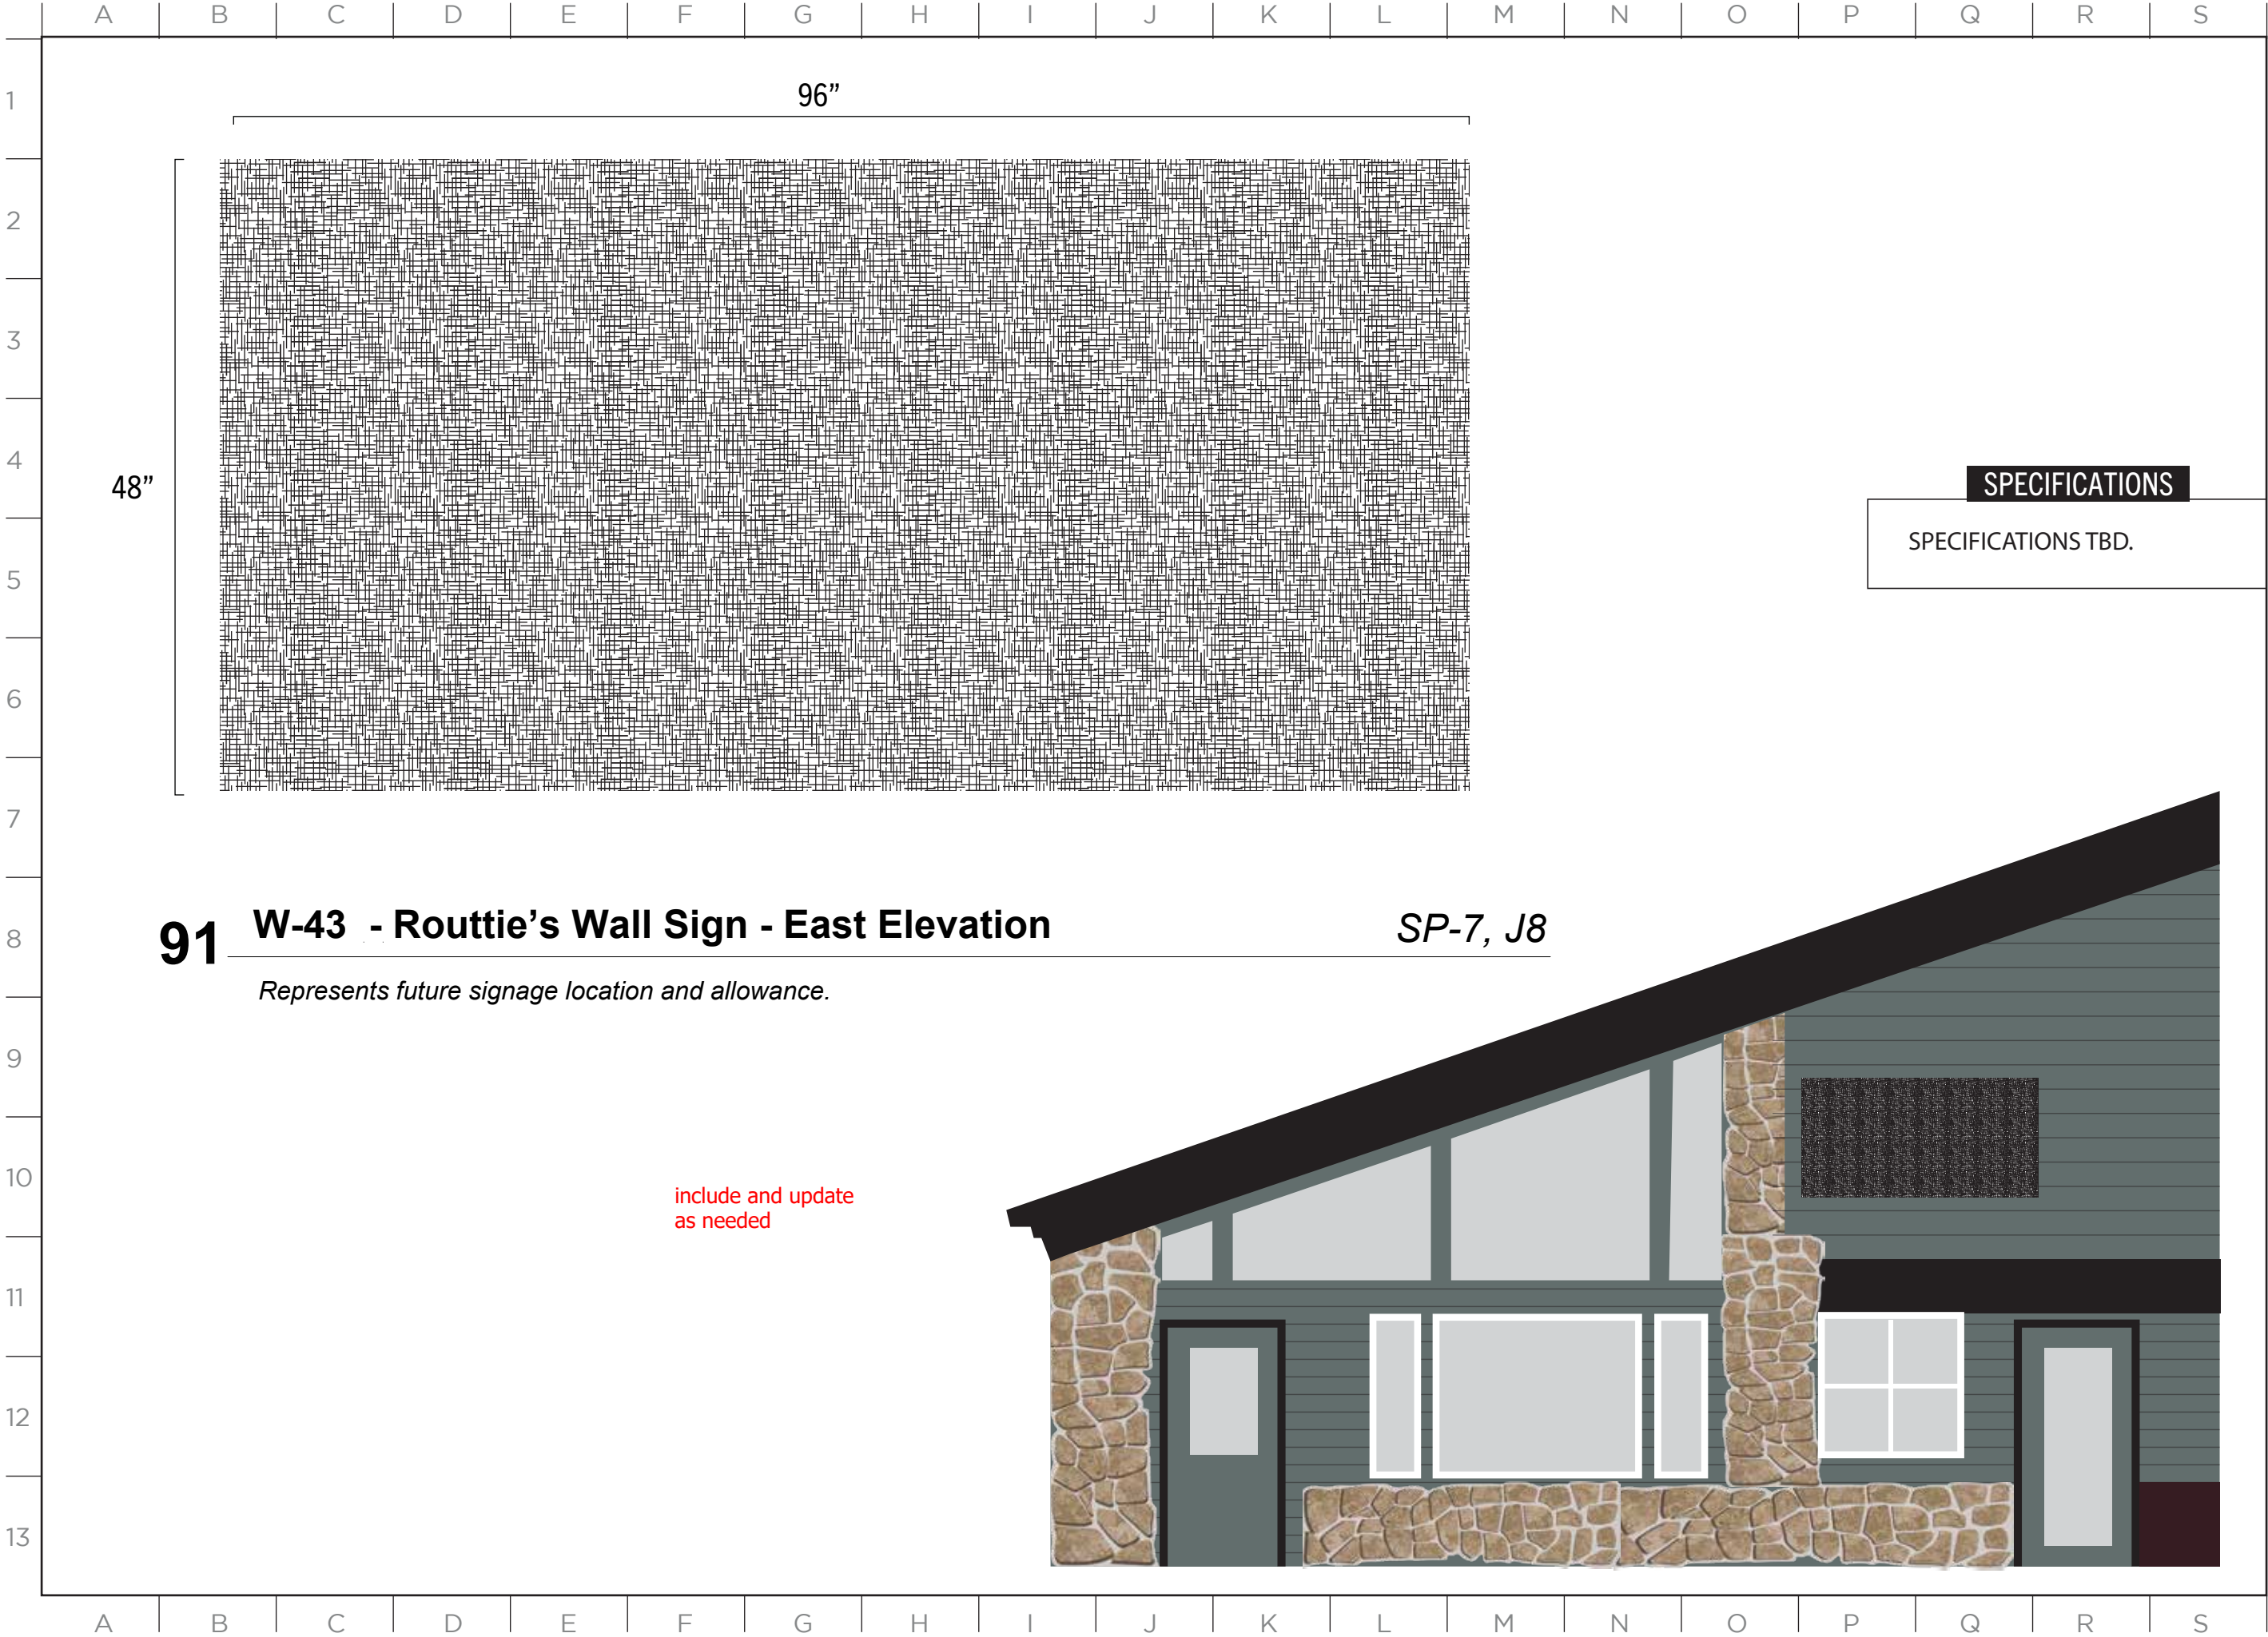 A B C D E F G H I J K L M N O P Q R S
1
2
3
4
5
6
7
8
9
10
11
12
13
96”
48”
SPECIFICATIONS
SPECIFICATIONS TBD.
91 W-43 - Routtie’s Wall Sign - East Elevation SP-7, J8
Represents future signage location and allowance.
include and update
as needed
A B C D E F G H I J K L M N O P Q R S